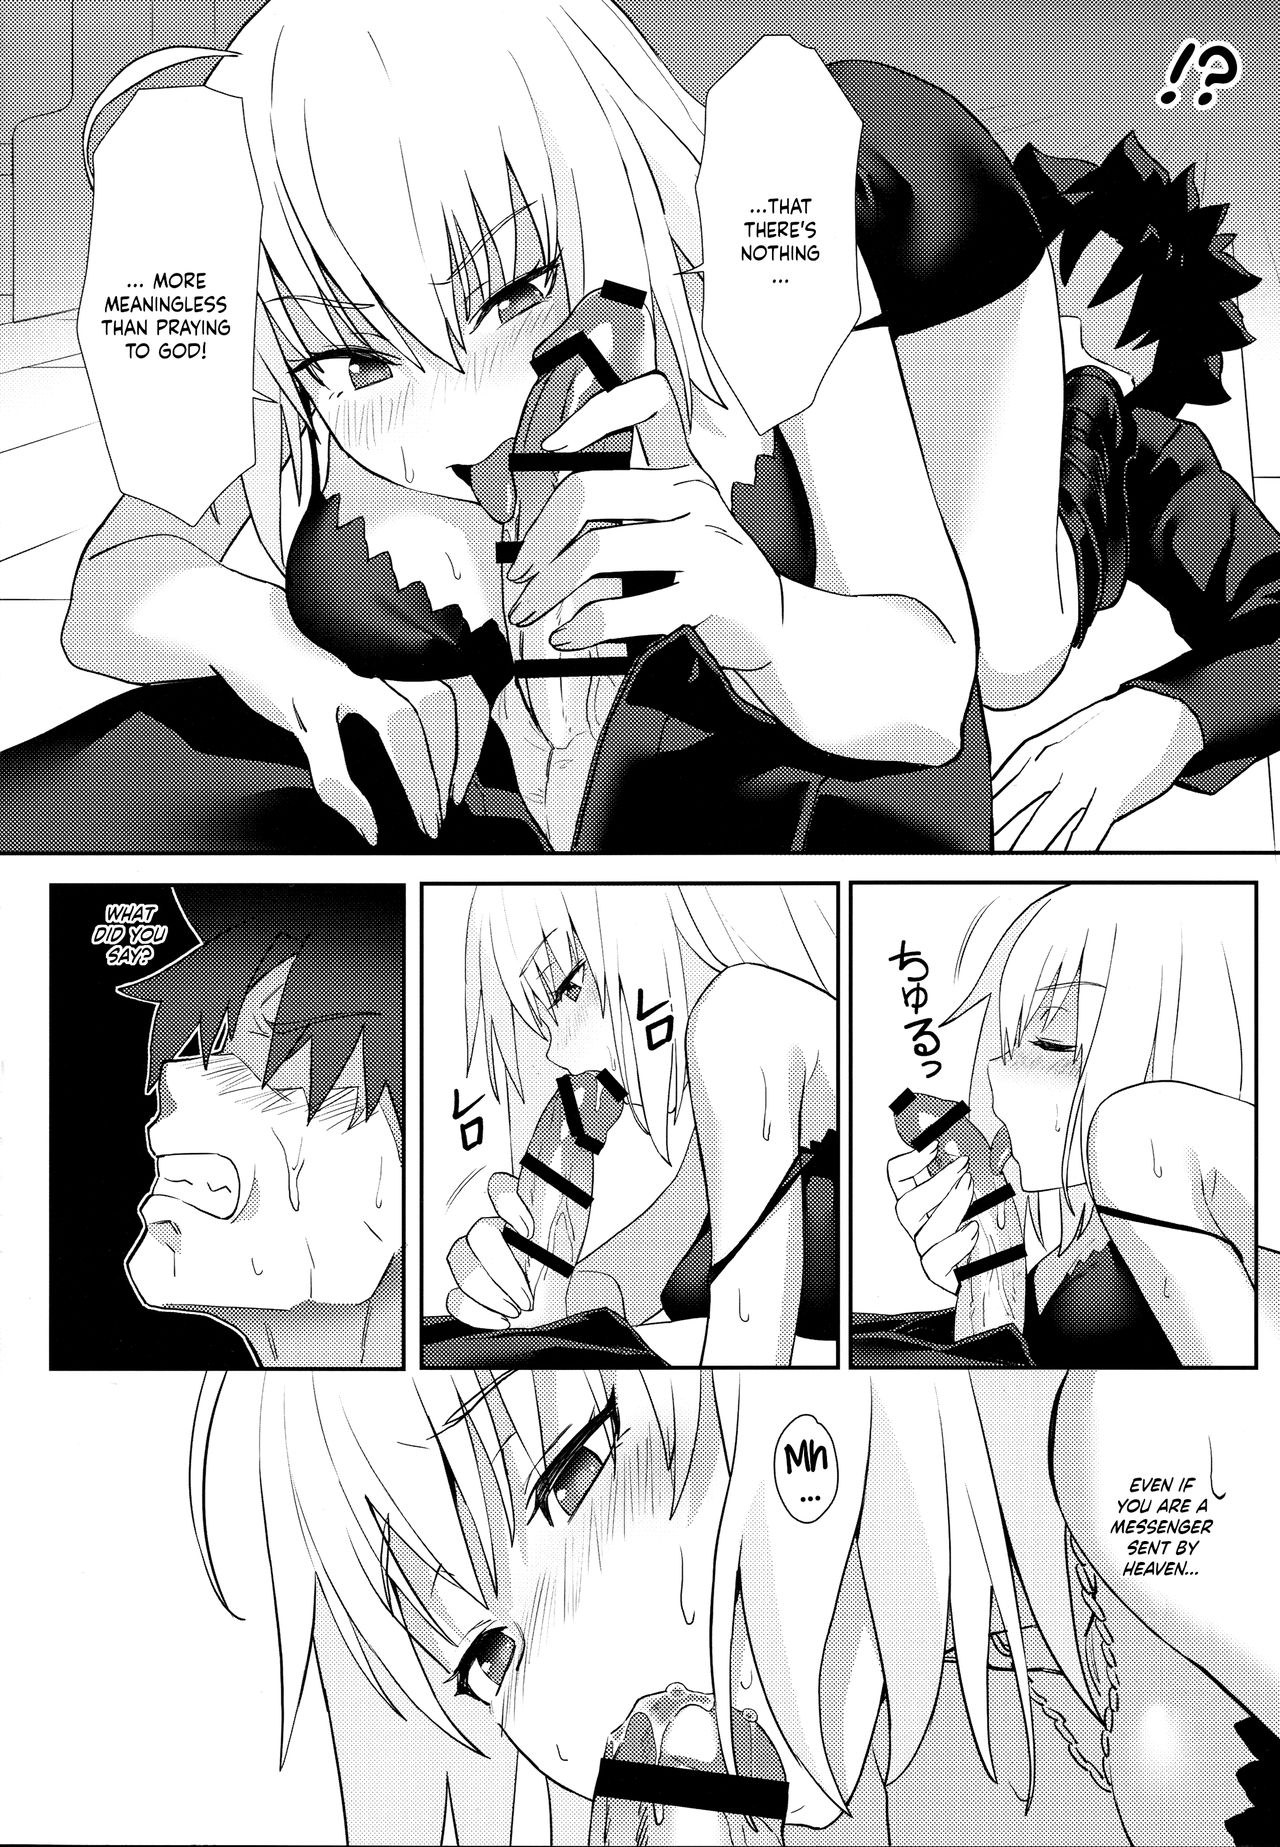 !?
...THAT
THERE'S
NOTHING
...
... MORE
MEANINGLESS
THAN PRAYING
TO GOD!
ちゅるっ
レロ
レロ
WHAT
DID YOU
SAY?
EVEN IF
YOU ARE A
MESSENGER
SENT BY
HEAVEN...
Mh
...